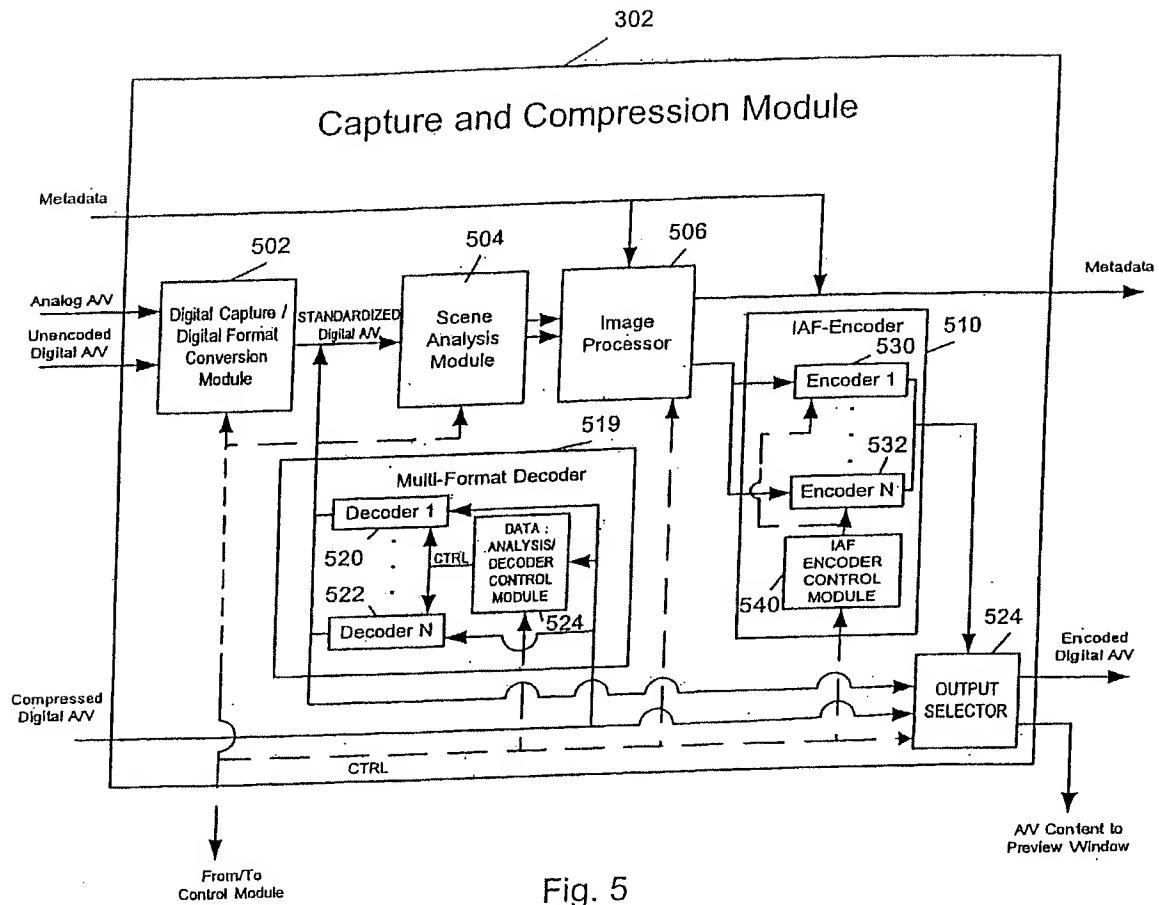 302
Capture and Compression Module
Metadata
502
504
506
Metadata
Analog A/V
Unencoded
Digital A/V
Digital Capture /
Digital Format
Conversion
Module
STANDARDIZED
Digital A/V
Scene
Analysis
Module
Image
Processor
IAF-Encoder
510
530
Encoder 1
532
Encoder N
IAF
ENCODER
CONTROL
MODULE
540
519
Multi-Format Decoder
Decoder 1
520
CTRL
DATA :
ANALYSIS/
DECODER
CONTROL
MODULE
522
524
Decoder N
524
OUTPUT
SELECTOR
Encoded
Digital A/V
Compressed
Digital A/V
CTRL
A/V Content to
Preview Window
From/To
Control Module
Fig. 5